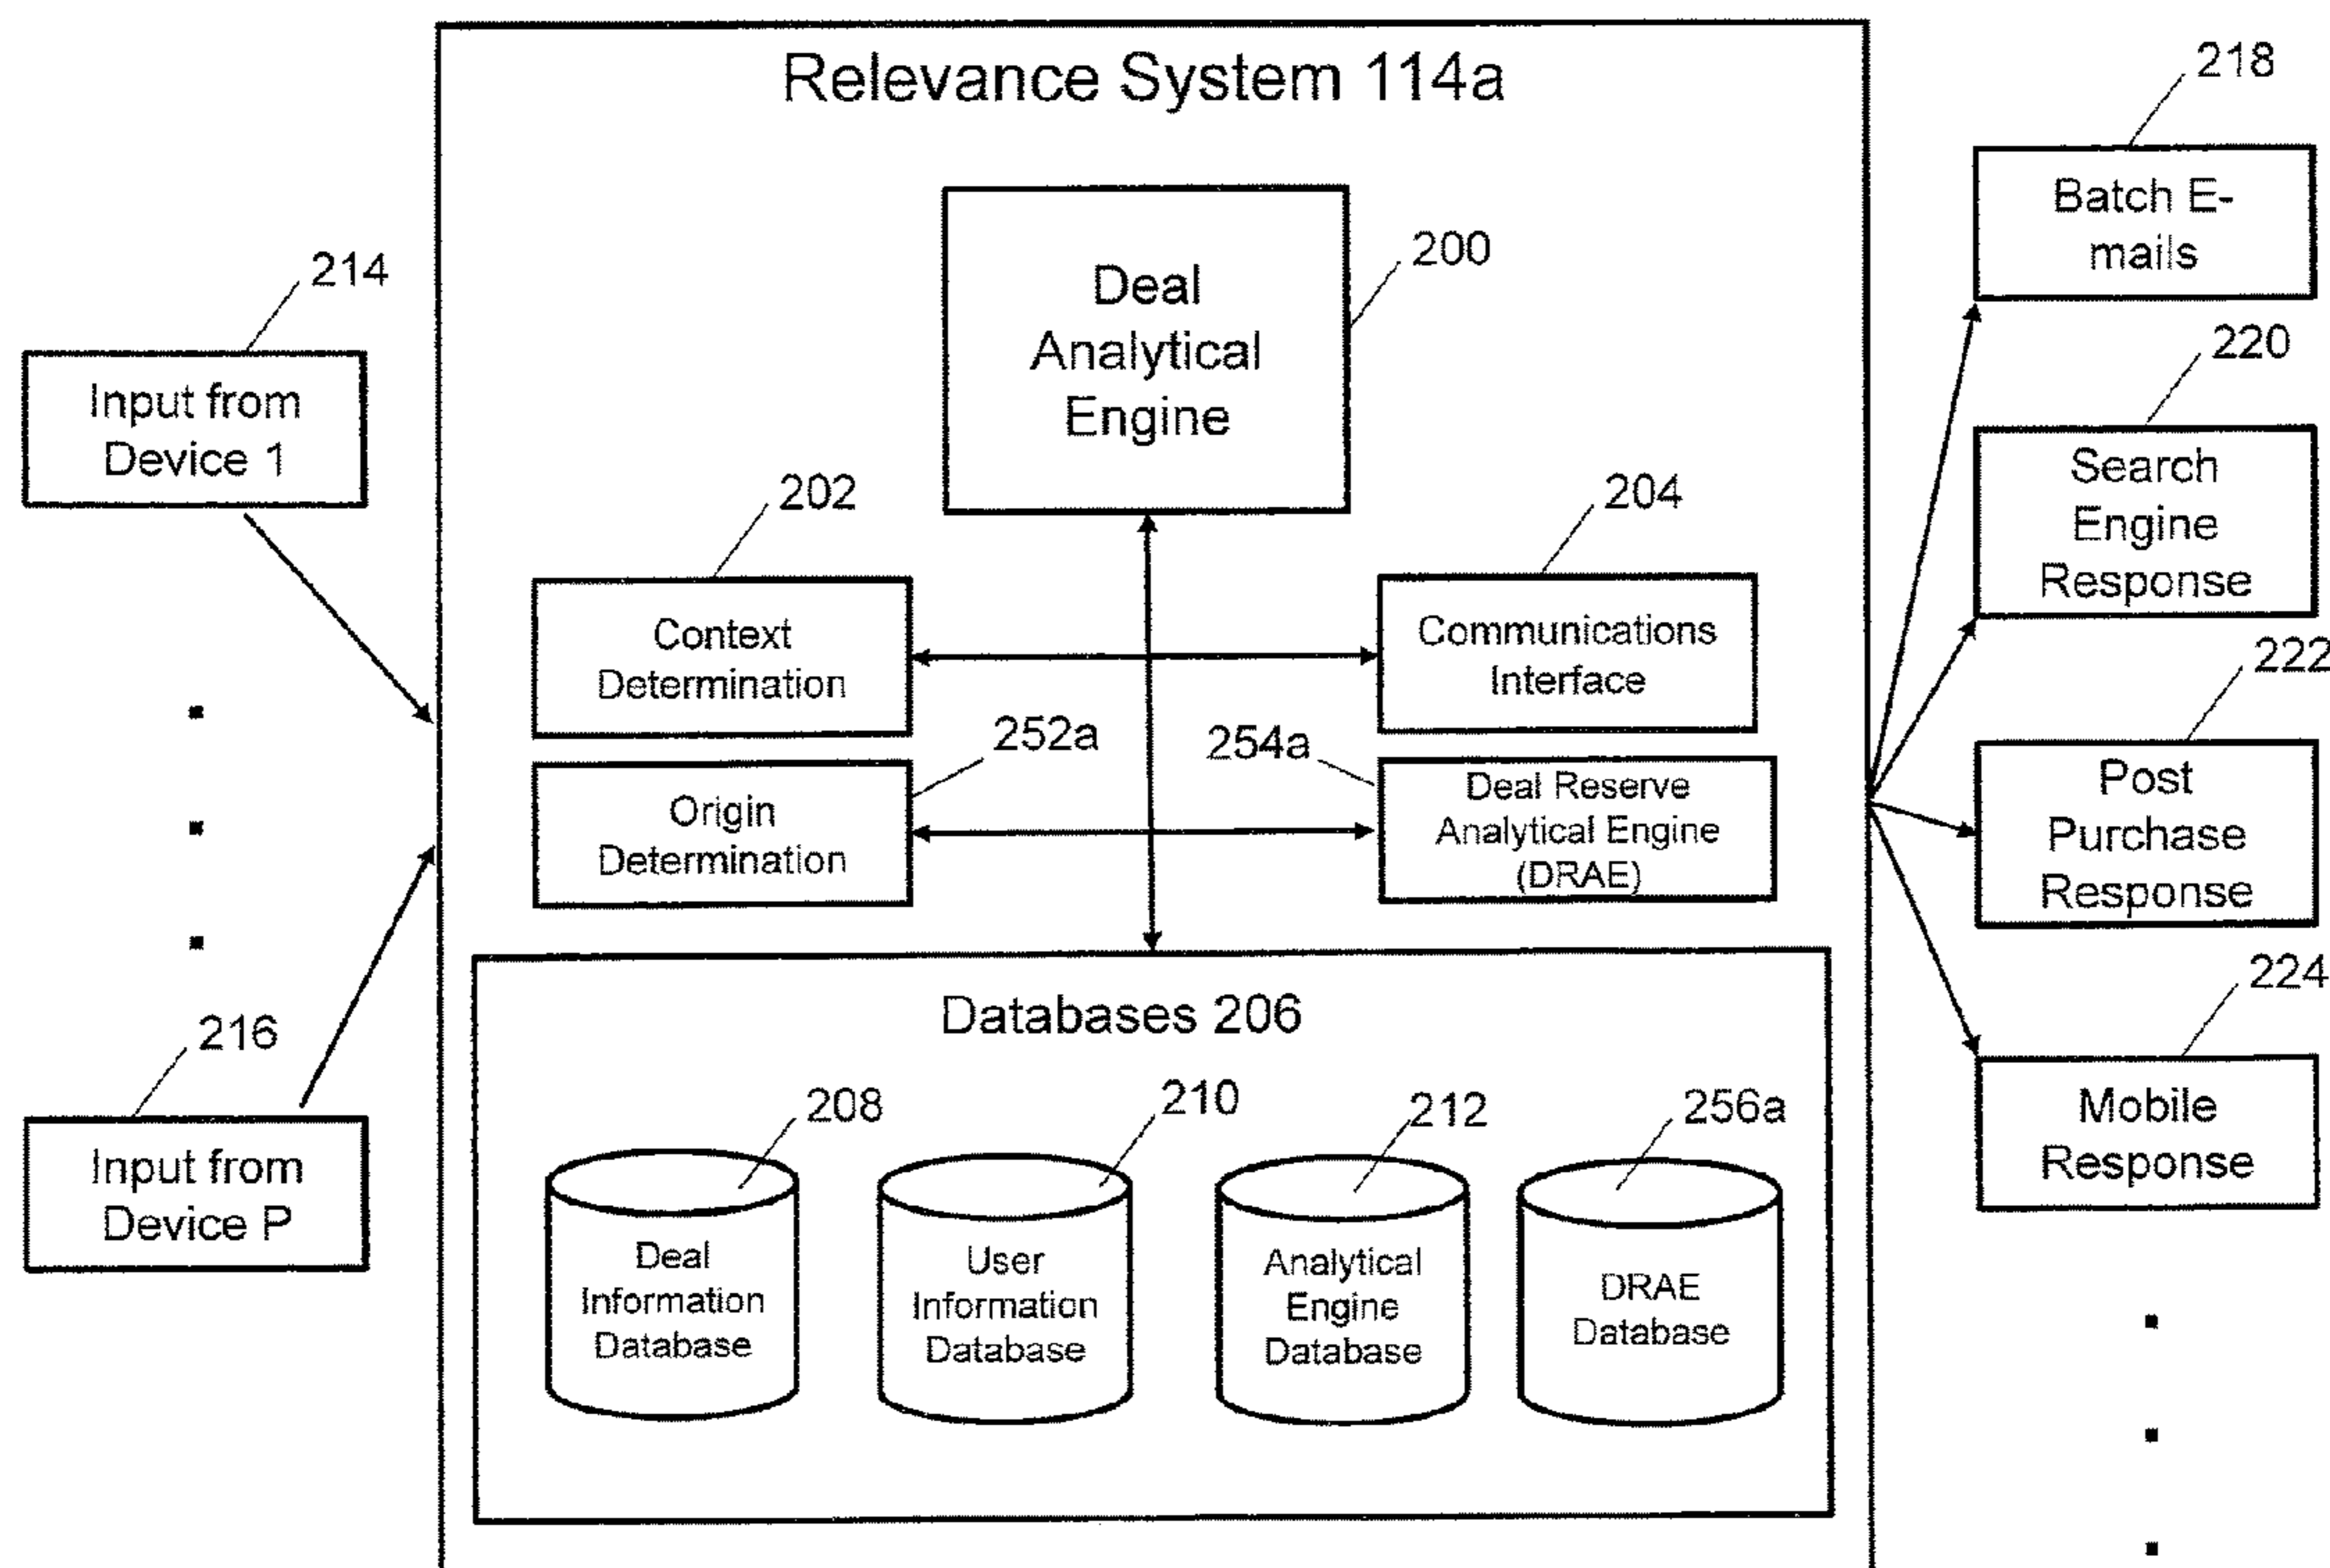 Relevance System 114a
218
Batch E-
mails
200
Deal
Analytical
Engine
214
Input from
Device 1
220
Search
Engine
Response
202
Context
Determination
204
Communications
Interface
222
Post
Purchase
Response
252a
Origin
Determination
254a
Deal Reserve
Analytical Engine
(DRAE)
224
Mobile
Response
216
Input from
Device P
Databases 206
208
Deal
Information
Database
210
User
Information
Database
212
Analytical
Engine
Database
256a
DRAE
Database